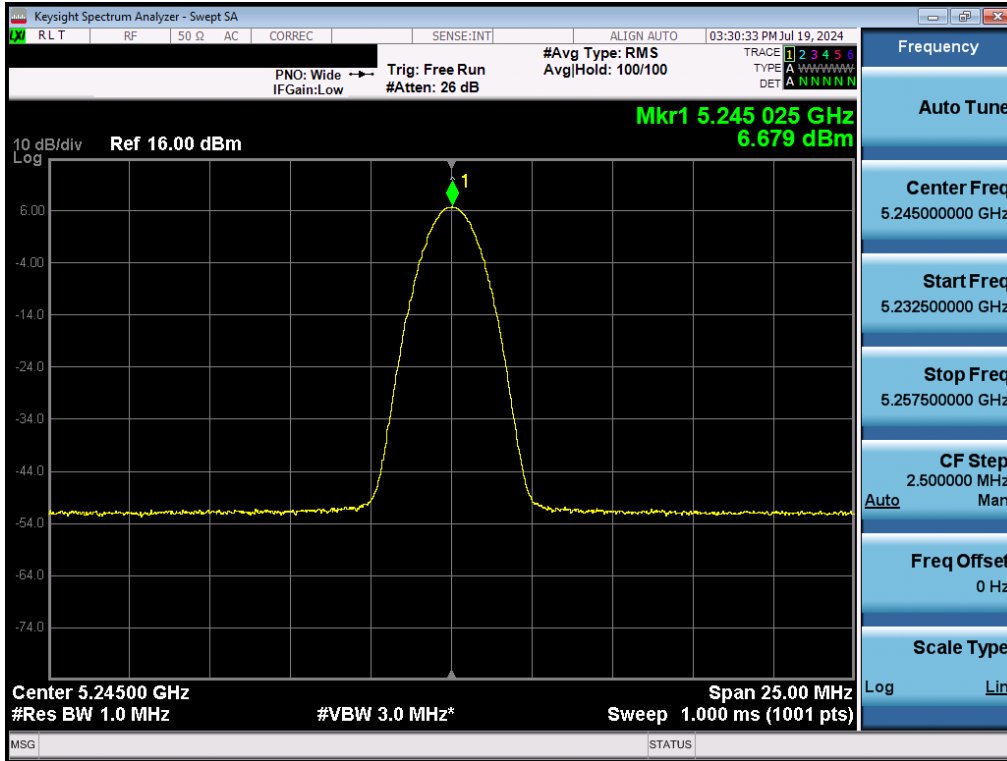 Keysight Spectrum Analyzer - Swept SA
LXI RLT RF 50 Ω AC CORREC SENSE:INT ALIGN AUTO 03:30:33 PM Jul 19, 2024
PNO: Wide
IFGain:Low
Trig: Free Run
#Atten: 26 dB
#Avg Type: RMS
Avg|Hold: 100/100
TRACE 1 2 3 4 5 6
TYPE A WWWWW
DET A N N N N N
Mkr1 5.245 025 GHz
6.679 dBm
10 dB/div Ref 16.00 dBm
Log
1
6.00
-4.00
-14.0
-24.0
-34.0
-44.0
-54.0
-64.0
-74.0
Center 5.24500 GHz Span 25.00 MHz
#Res BW 1.0 MHz #VBW 3.0 MHz* Sweep 1.000 ms (1001 pts)
MSG STATUS
Frequency
Auto Tune
Center Freq
5.245000000 GHz
Start Freq
5.232500000 GHz
Stop Freq
5.257500000 GHz
CF Step
2.500000 MHz
Auto Man
Freq Offset
0 Hz
Scale Type
Log Lin